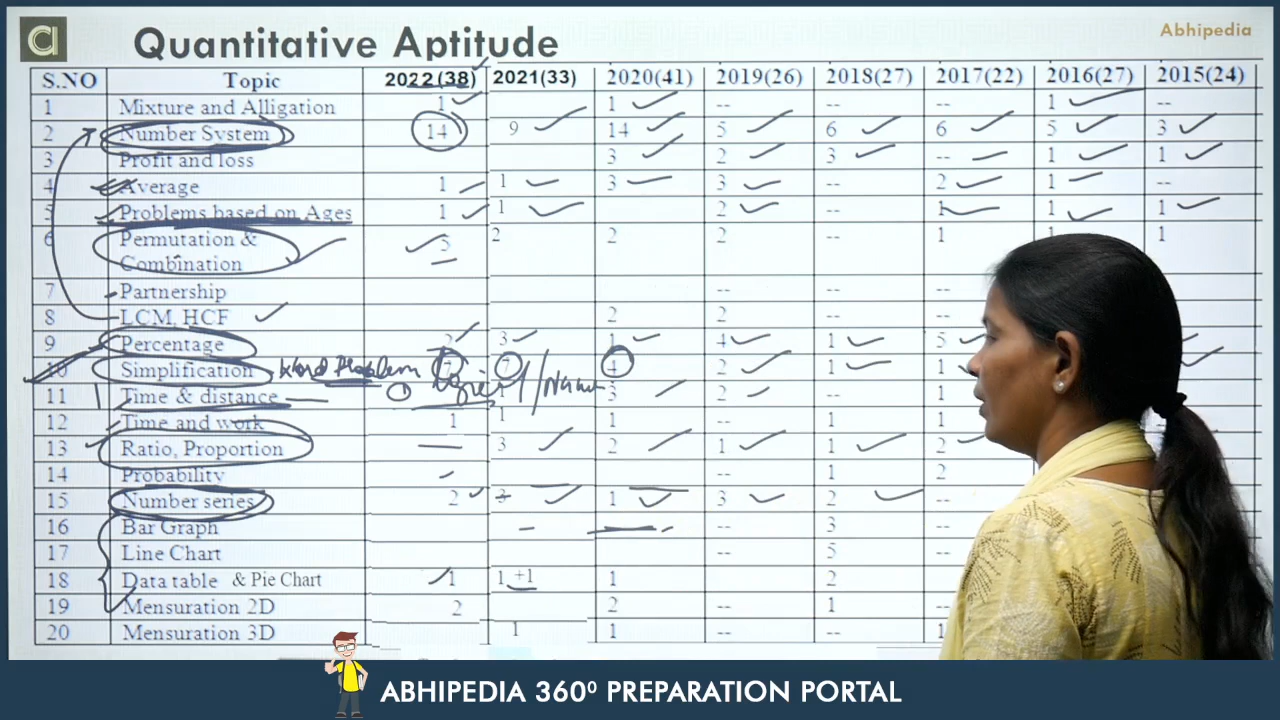 Quantitative Aptitude
Abhipedia
S.NO Topic 2022(38) 2021(33) 2020(41) 2019(26) 2018(27) 2017(22) 2016(27) 2015(24)
1 Mixture and Alligation 1 1 -- -- -- 1 --
2 Number System 14 9 14 5 6 6 5 3
3 Profit and loss 3 2 3 -- 1 1
4 Average 1 1 3 3 -- 2 1 --
5 Problems based on Ages 1 1 2 -- 1 1 1
6 Permutation & 5 2 2 2 -- 1 1 1
Combination
7 Partnership -- -- --
8 LCM, HCF 2 2 -- --
9 Percentage 2 3 1 4 1 5
10 Simplification Word Problem 7 7 4 2 1 1
11 Time & distance 1 3 2 1
12 Time and work 1 1 1 -- 1 1
13 Ratio, Proportion 3 2 1 1 2
14 Probability -- 1 2
15 Number series 2 1 3 2 --
16 Bar Graph -- 3 --
17 Line Chart -- 5 --
18 Data table & Pie Chart 1 1 +1 1 2 --
19 Mensuration 2D 2 2 -- 1 --
20 Mensuration 3D 1 1 -- -- 1
ABHIPEDIA 360⁰ PREPARATION PORTAL